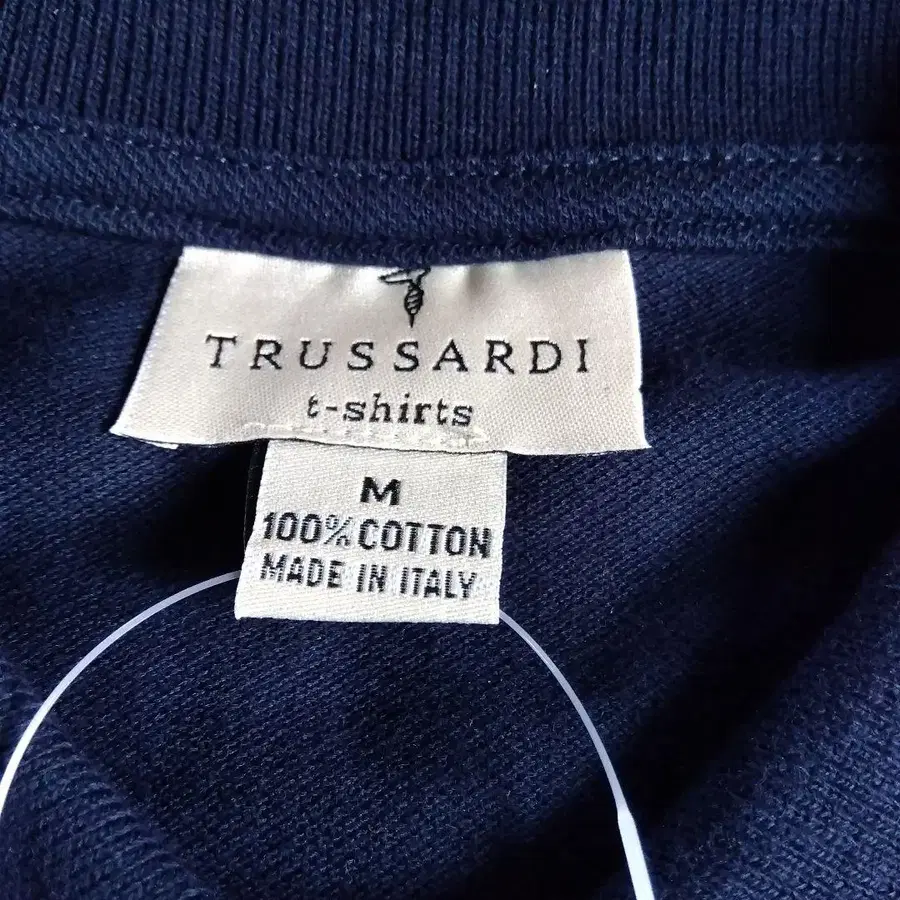 TRUSSARDI
t-shirts
M
100% COTTON
MADE IN ITALY